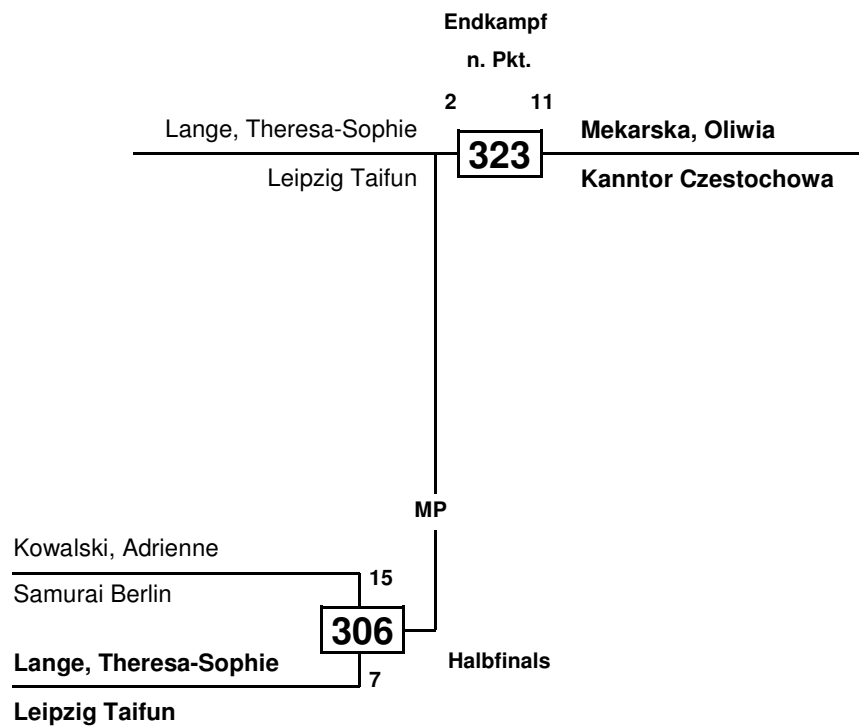 Endkampf
n. Pkt.
2 11
Lange, Theresa-Sophie 323 Mekarska, Oliwia
Leipzig Taifun Kanntor Czestochowa
MP
Kowalski, Adrienne
15
Samurai Berlin
306
Lange, Theresa-Sophie Halbfinals
7
Leipzig Taifun